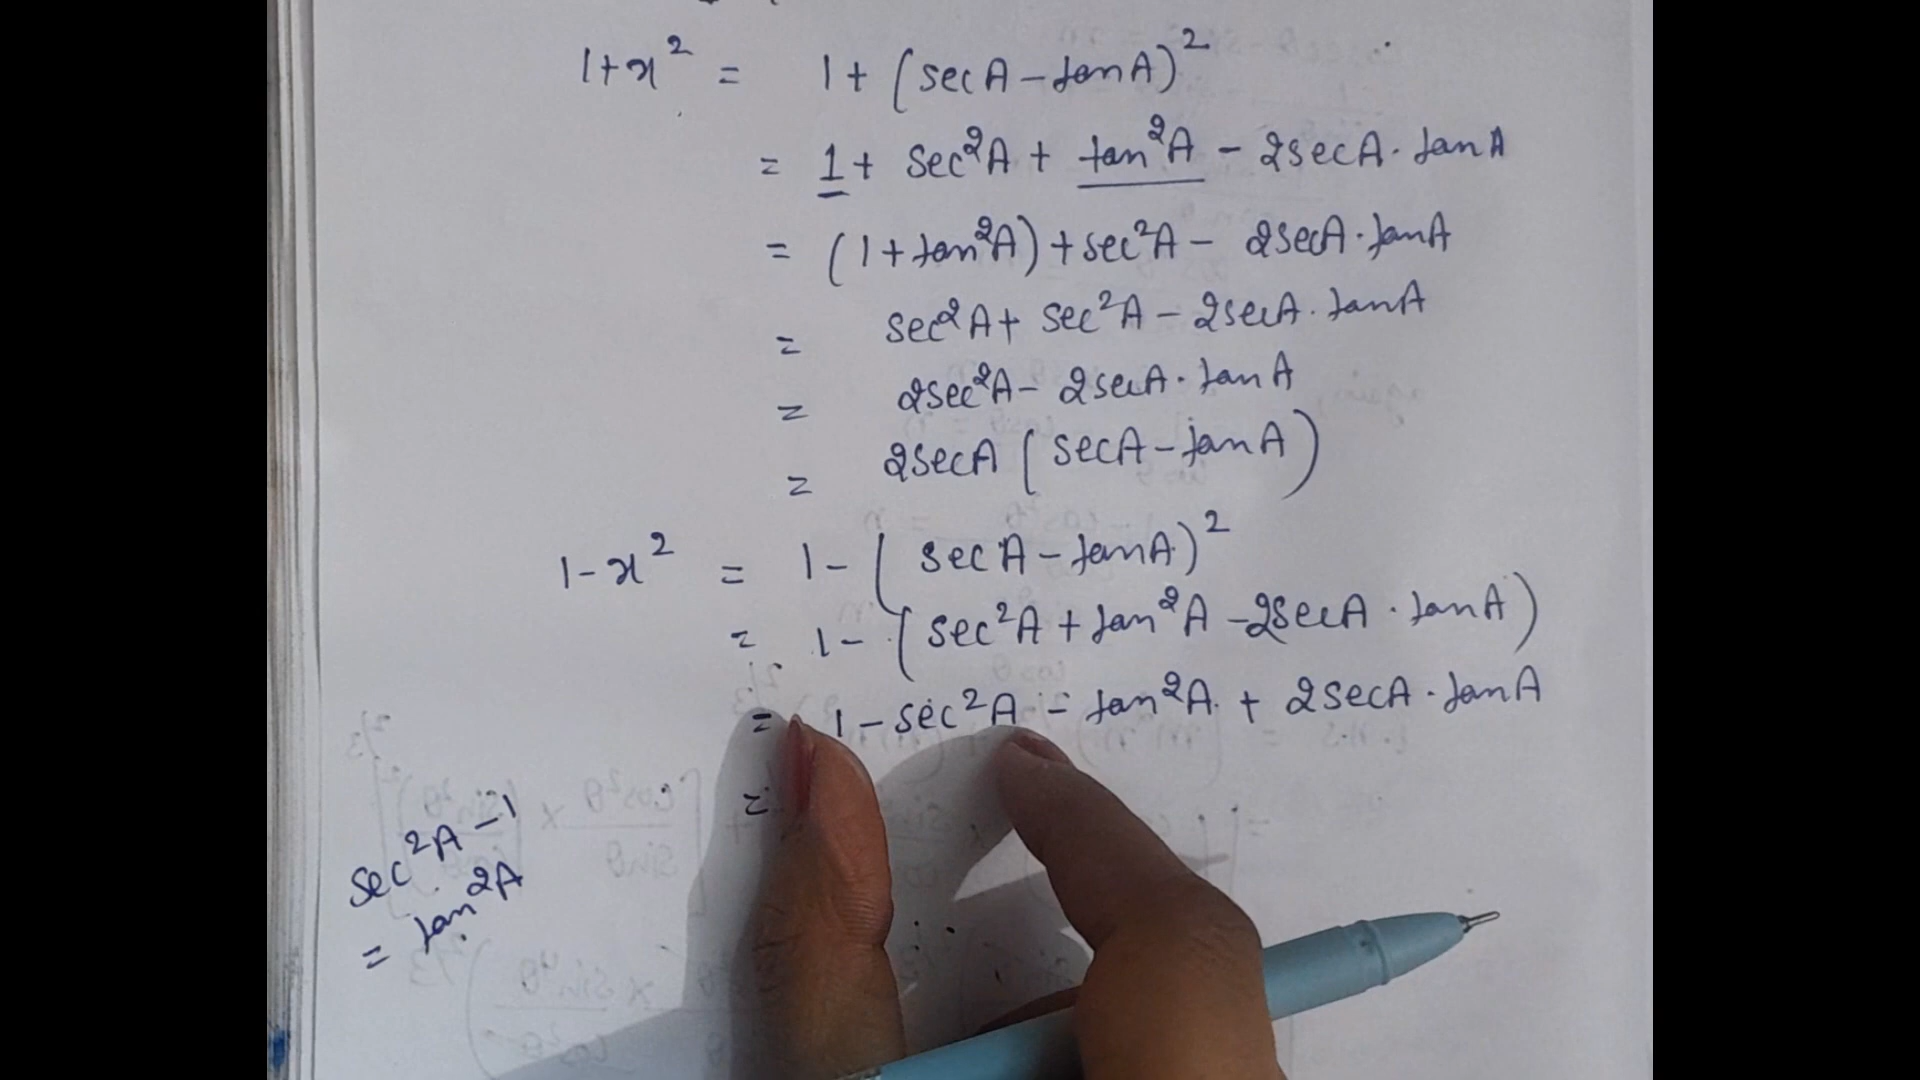 1+x² = 1+(secA-tanA)²
= 1+ sec²A + tan²A - 2secA. tanA
= (1+tan²A)+sec²A - 2secA.tanA
= sec²A+ sec²A - 2secA. tanA
= 2sec²A - 2secA. tanA
= 2secA (secA-tanA)
1-x² = 1-(secA-tanA)²
= 1-(sec²A+tan²A-2secA.tanA)
= 1-sec²A - tan²A + 2secA.tanA
=
sec²A-1
= tan²A